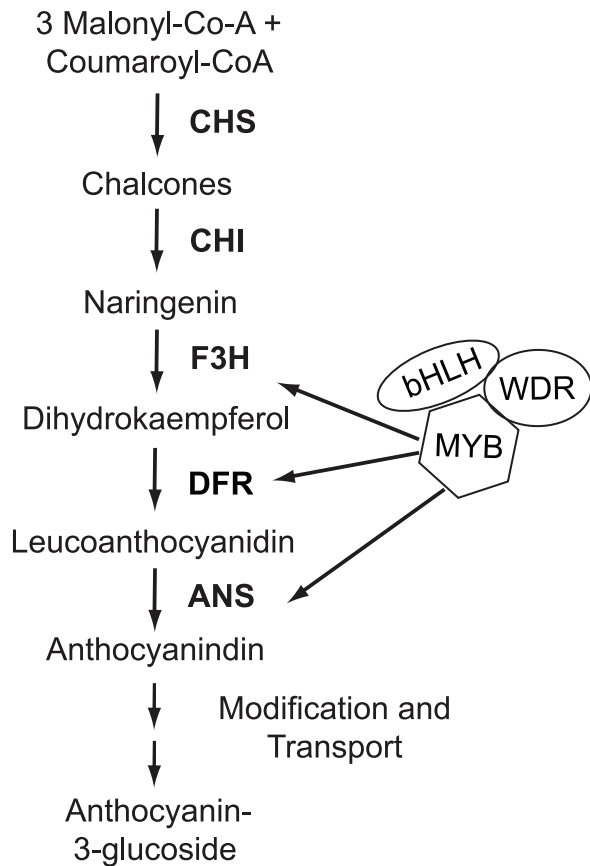 3 Malonyl-Co-A +
Coumaroyl-CoA
CHS
Chalcones
CHI
Naringenin
F3H
bHLH
WDR
Dihydrokaempferol
MYB
DFR
Leucoanthocyanidin
ANS
Anthocyanindin
Modification and
Transport
Anthocyanin-
3-glucoside